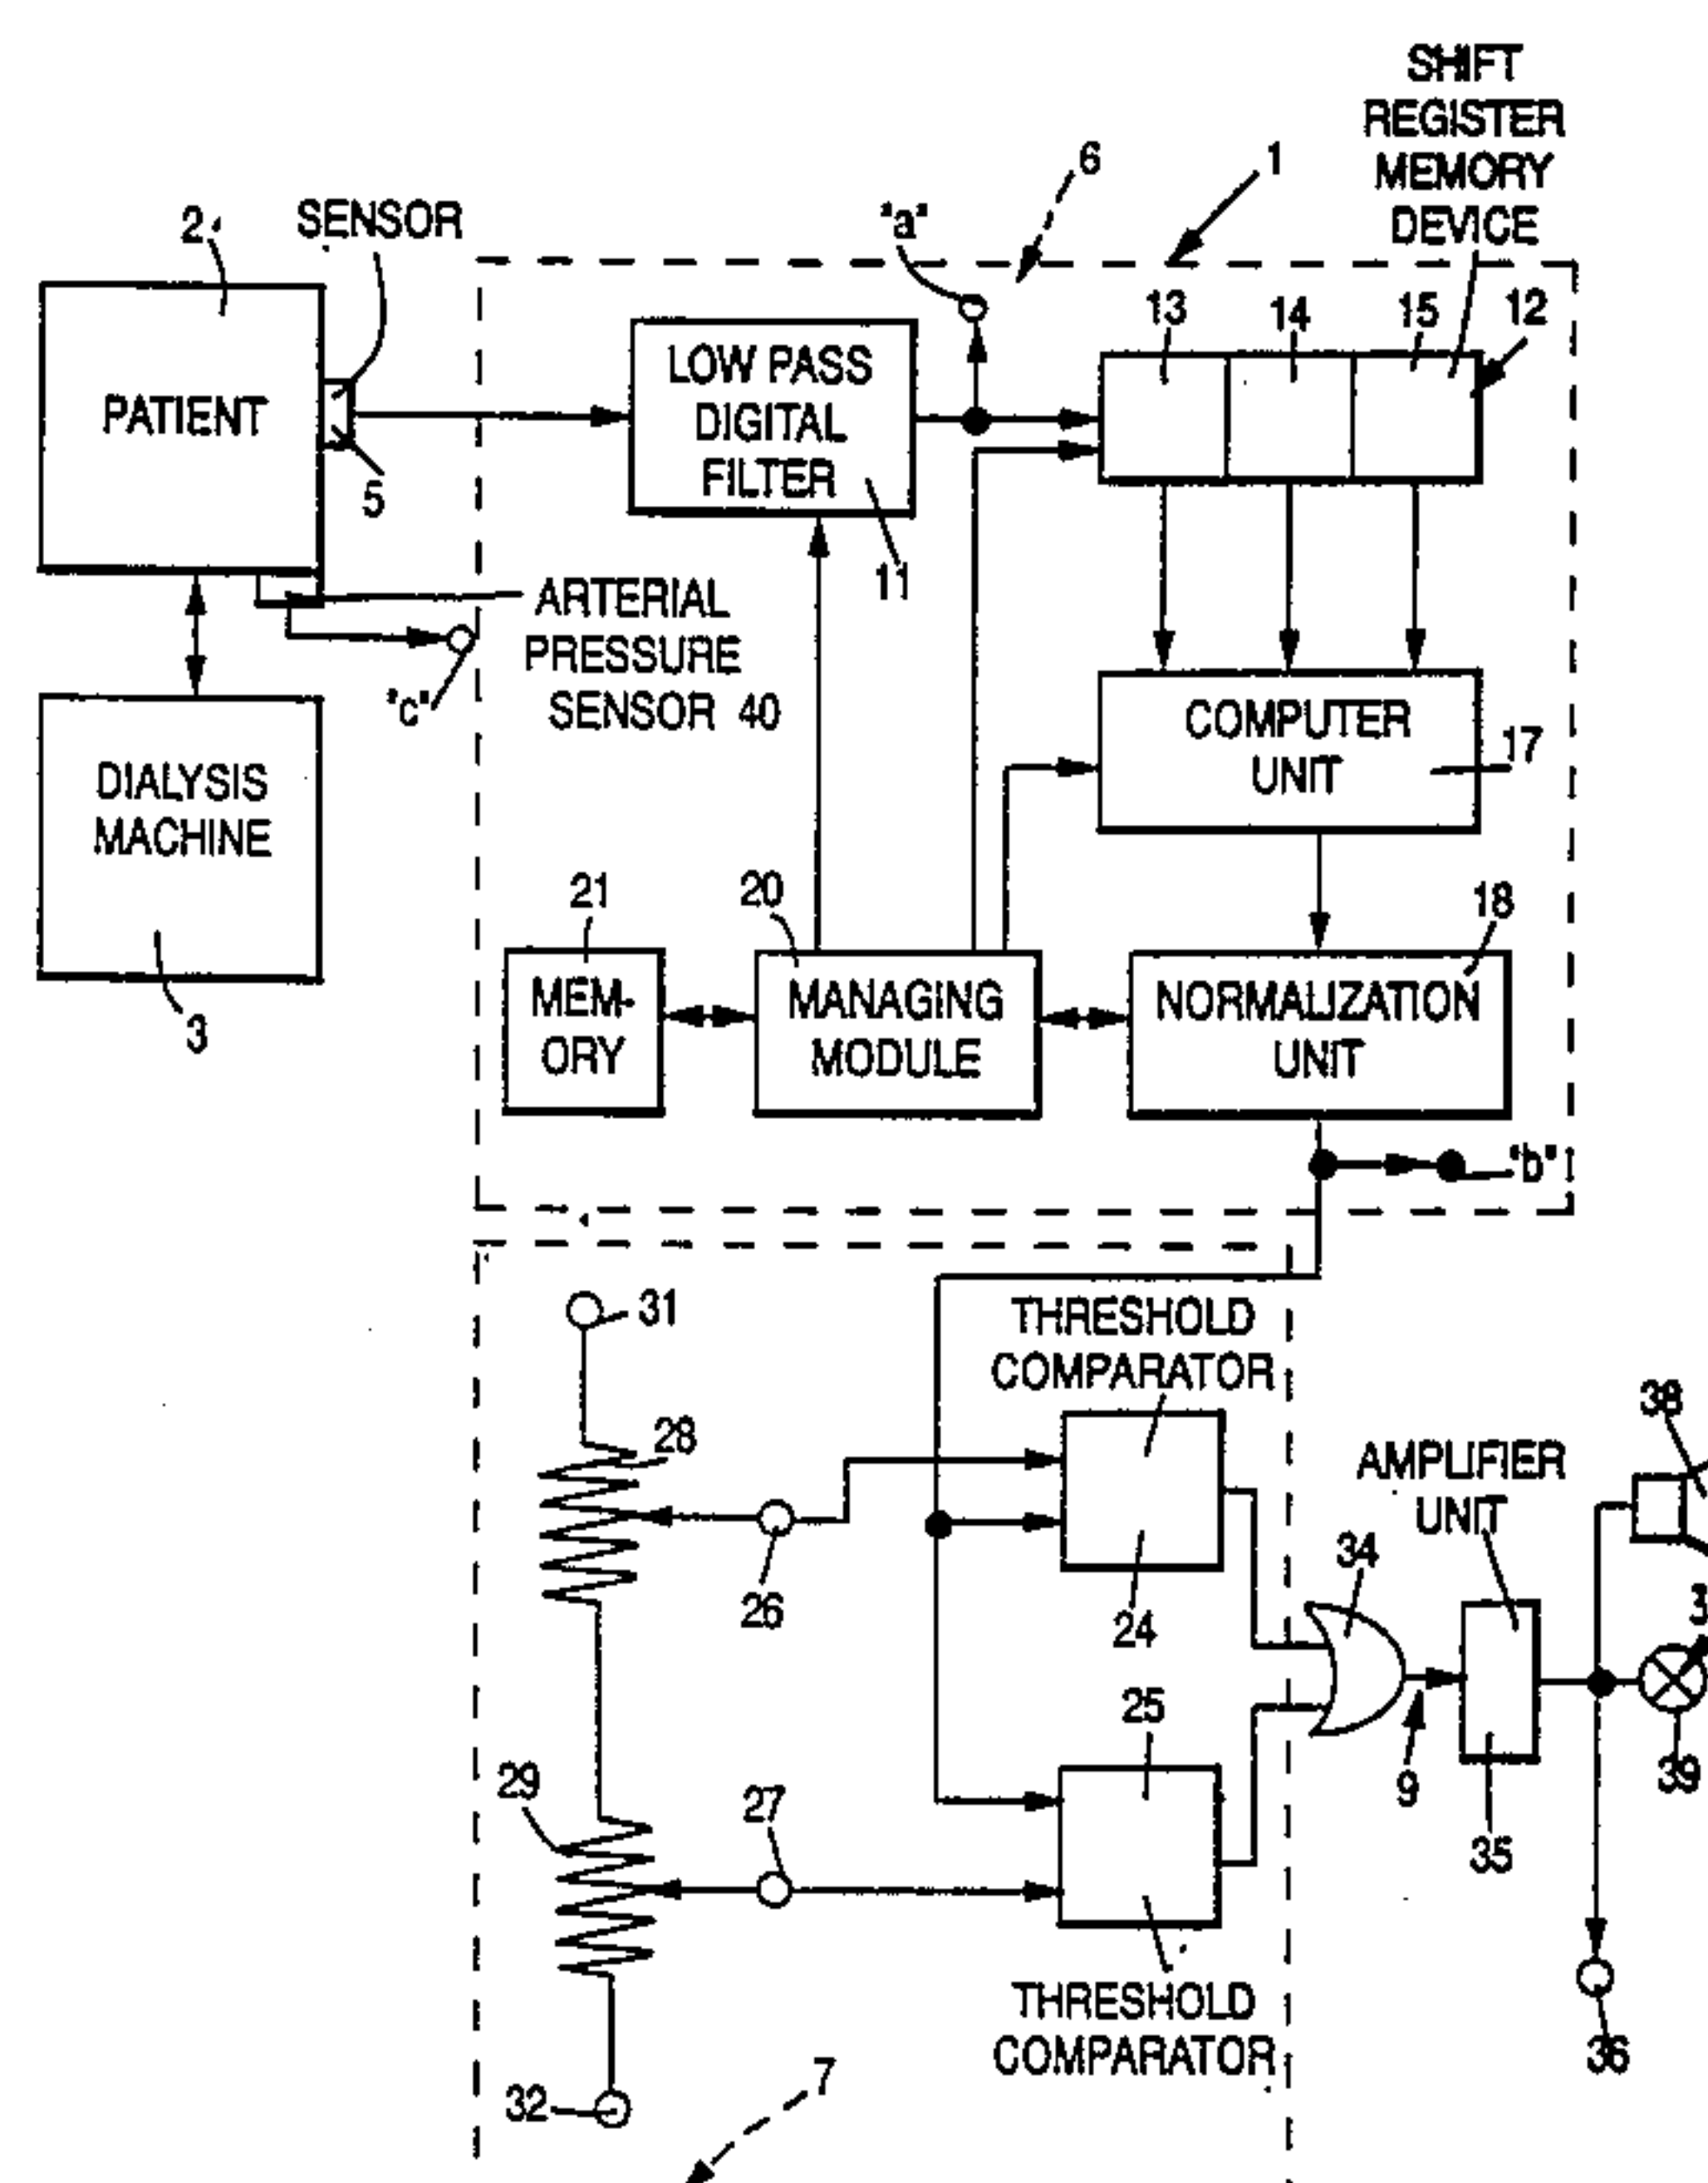 SHIFT
REGISTER
MEMORY
DEVICE
6
1
2
SENSOR
"a"
13
14
15
12
PATIENT
LOW PASS
DIGITAL
FILTER
5
11
ARTERIAL
PRESSURE
SENSOR 40
"c"
COMPUTER
UNIT
17
DIALYSIS
MACHINE
3
21
20
18
MEM-
ORY
MANAGING
MODULE
NORMALIZATION
UNIT
"b"
31
THRESHOLD
COMPARATOR
28
38
AMPLIFIER
UNIT
26
24
34
25
9
35
39
29
27
36
THRESHOLD
COMPARATOR
32
7